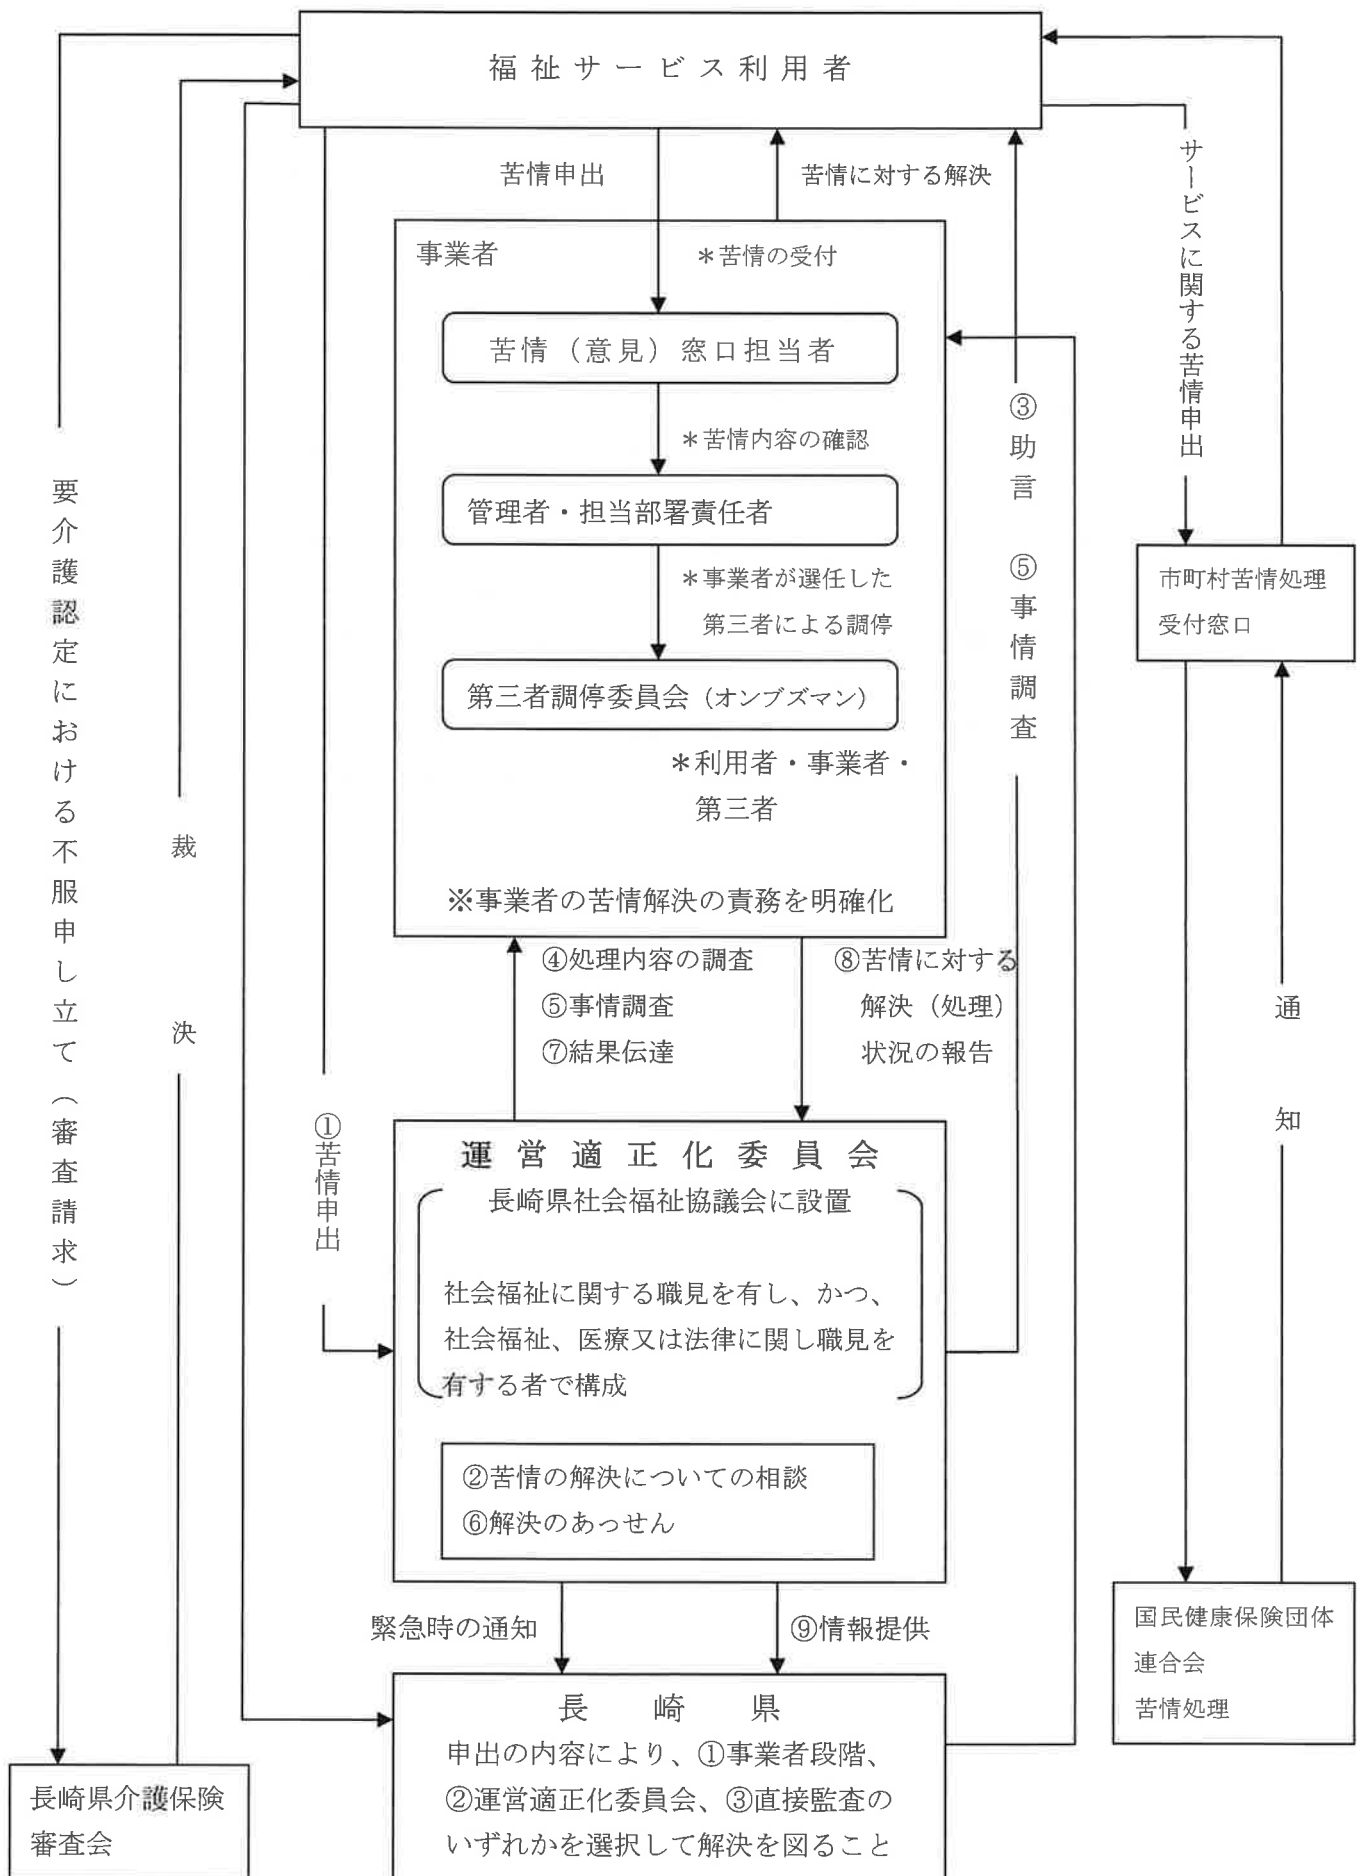 福祉サービス利用者
苦情申出
苦情に対する解決
サービスに関する苦情申出
事業者
＊苦情の受付
苦情（意見）窓口担当者
＊苦情内容の確認
管理者・担当部署責任者
＊事業者が選任した
第三者による調停
第三者調停委員会（オンブズマン）
＊利用者・事業者・
第三者
※事業者の苦情解決の責務を明確化
③助言　⑤事情調査
市町村苦情処理
受付窓口
要介護認定における不服申し立て（審査請求）
裁決
①苦情申出
④処理内容の調査
⑤事情調査
⑦結果伝達
⑧苦情に対する
解決（処理）
状況の報告
通知
運営適正化委員会
長崎県社会福祉協議会に設置
社会福祉に関する職見を有し、かつ、
社会福祉、医療又は法律に関し職見を
有する者で構成
②苦情の解決についての相談
⑥解決のあっせん
緊急時の通知
⑨情報提供
国民健康保険団体
連合会
苦情処理
長崎県
申出の内容により、①事業者段階、
②運営適正化委員会、③直接監査の
いずれかを選択して解決を図ること
長崎県介護保険
審査会